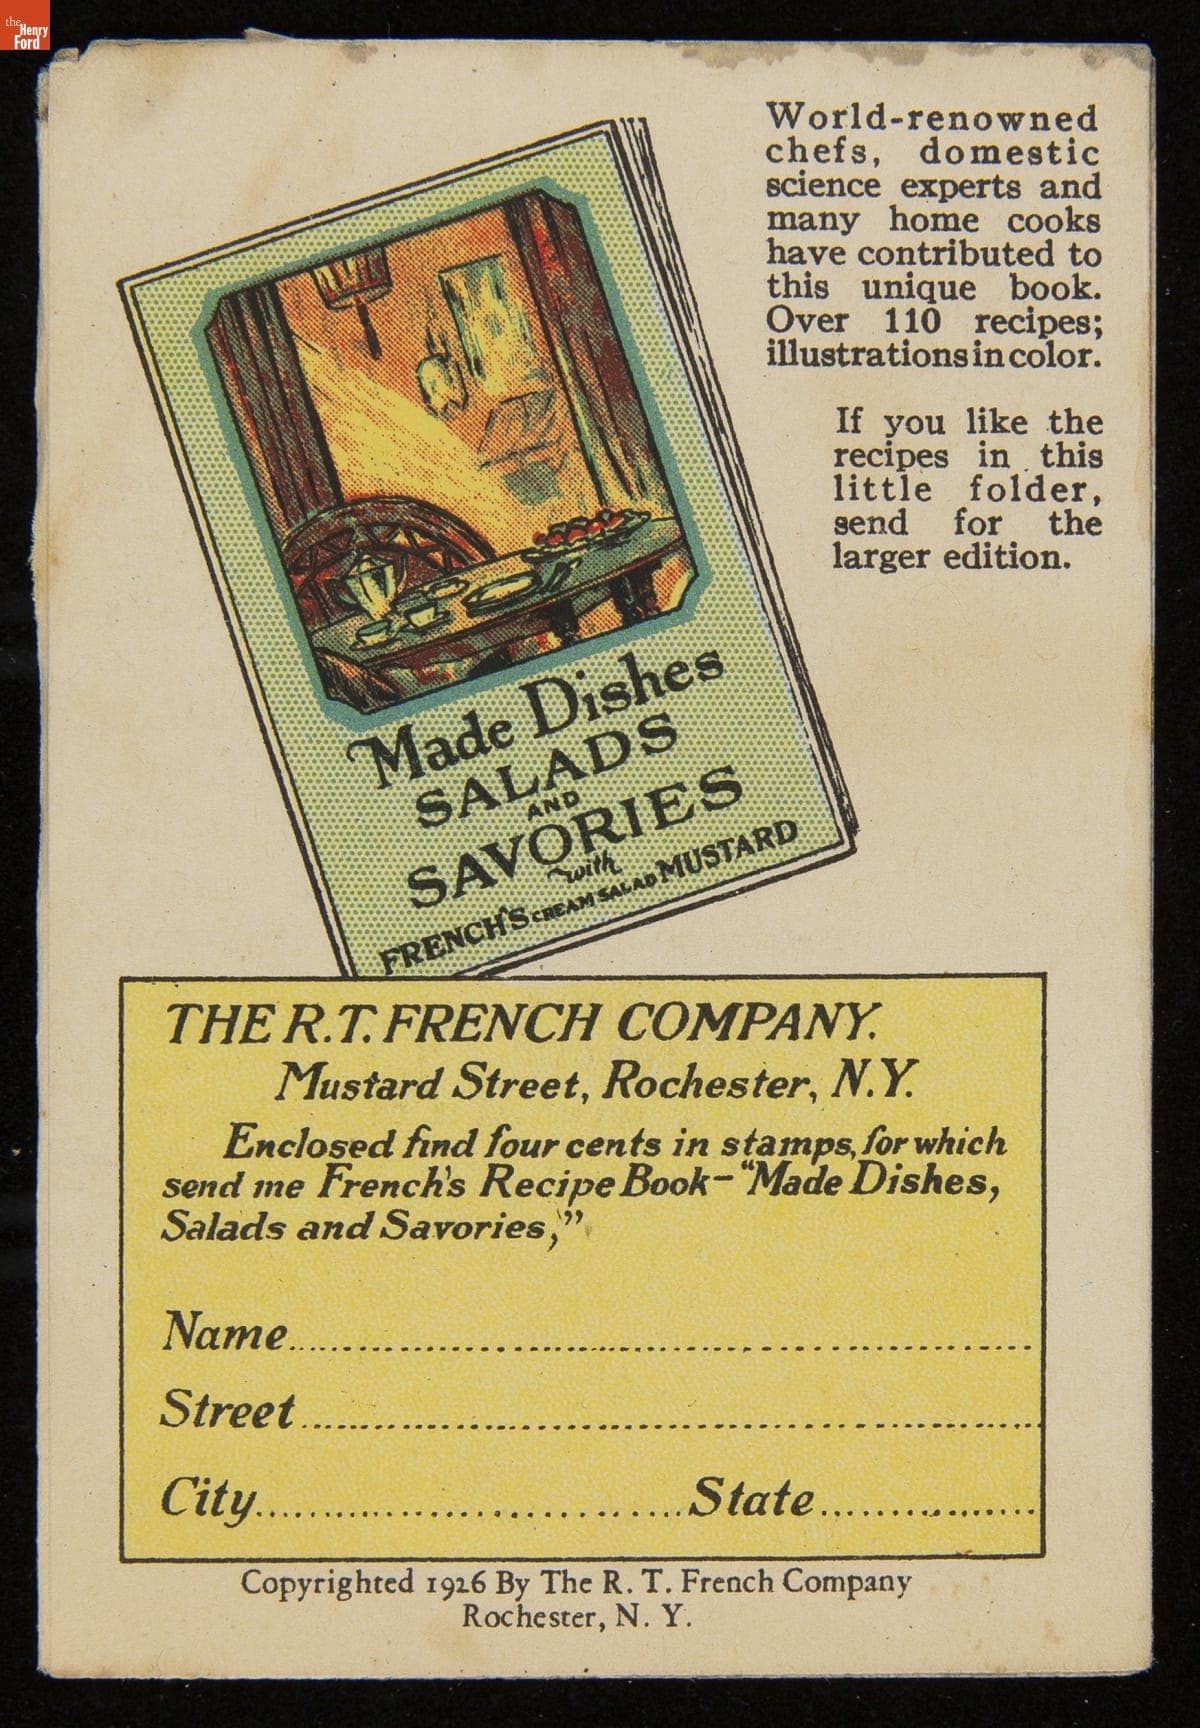 the
Henry
Ford
World-renowned
chefs, domestic
science experts and
many home cooks
have contributed to
this unique book.
Over 110 recipes;
illustrations in color.
If you like the
recipes in this
little folder,
send for the
larger edition.
Made Dishes
SALADS
AND
SAVORIES
with
FRENCH'S CREAM SALAD MUSTARD
THE R.T. FRENCH COMPANY.
Mustard Street, Rochester, N.Y.
Enclosed find four cents in stamps, for which
send me French's Recipe Book-"Made Dishes,
Salads and Savories,"
Name
Street
City State
Copyrighted 1926 By The R. T. French Company
Rochester, N. Y.